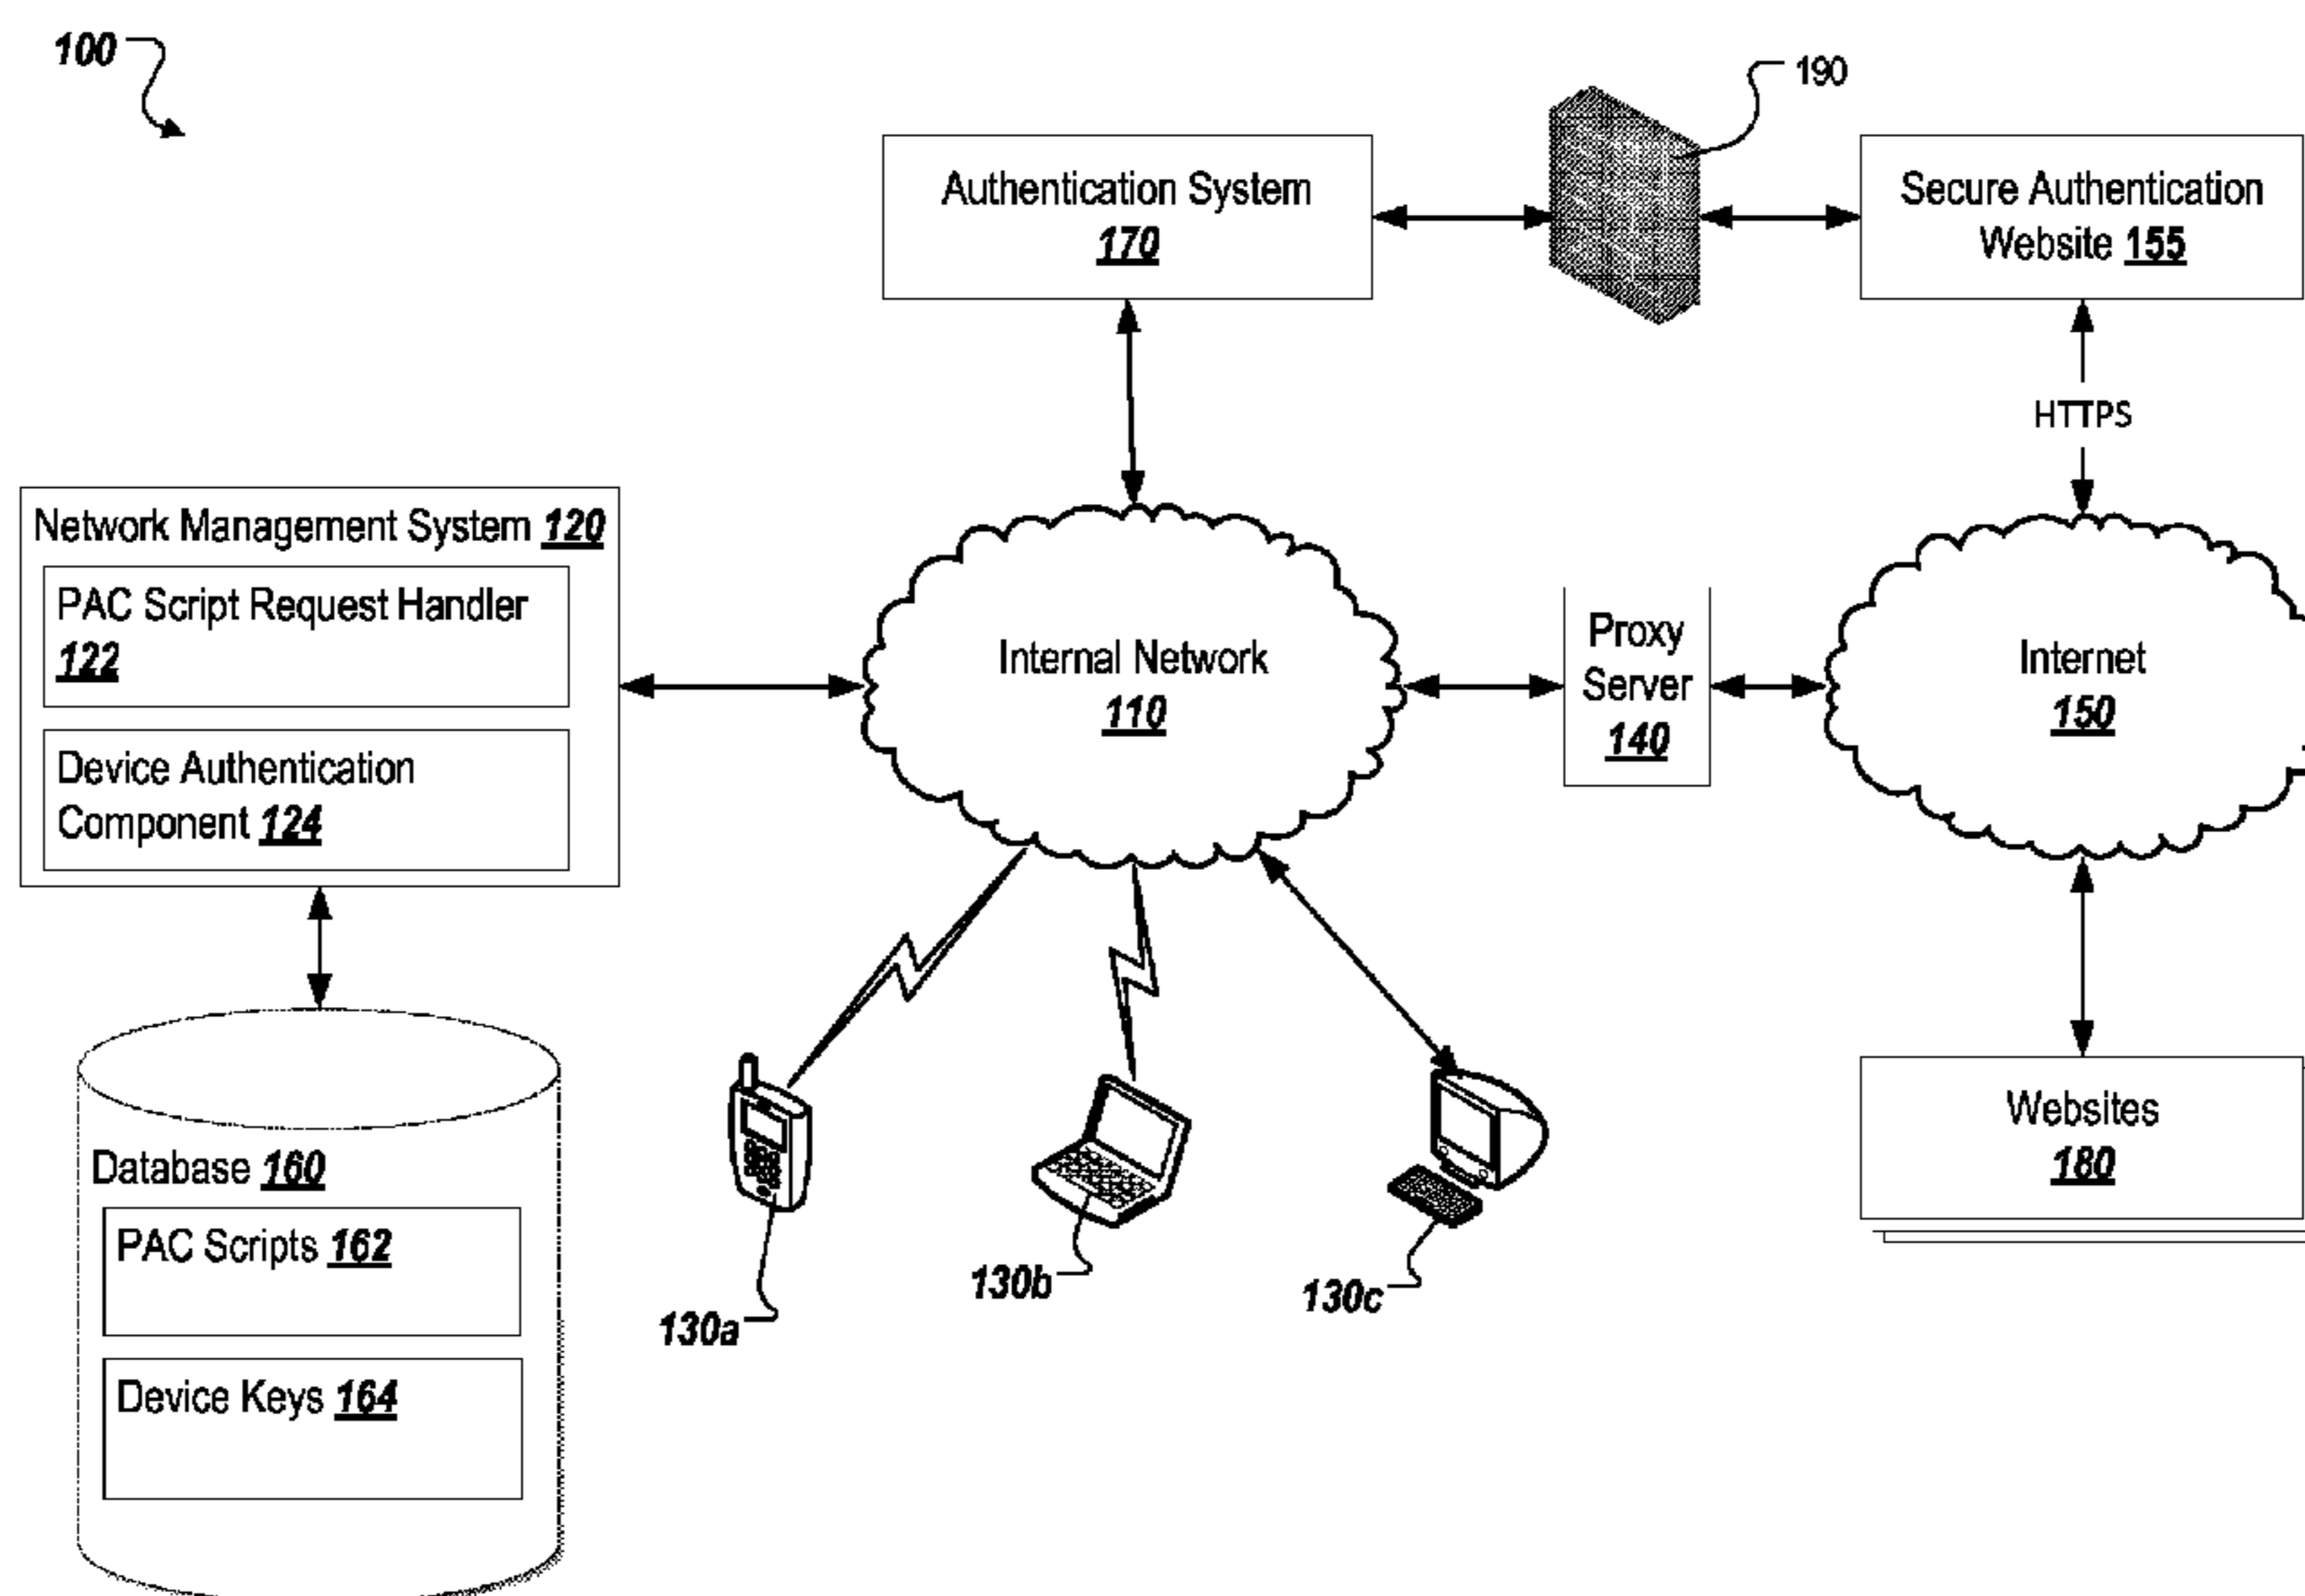 100
190
Authentication System
170
Secure Authentication
Website 155
HTTPS
Network Management System 120
PAC Script Request Handler
122
Device Authentication
Component 124
Internal Network
110
Proxy
Server
140
Internet
150
Database 160
PAC Scripts 162
Device Keys 164
130a
130b
130c
Websites
180